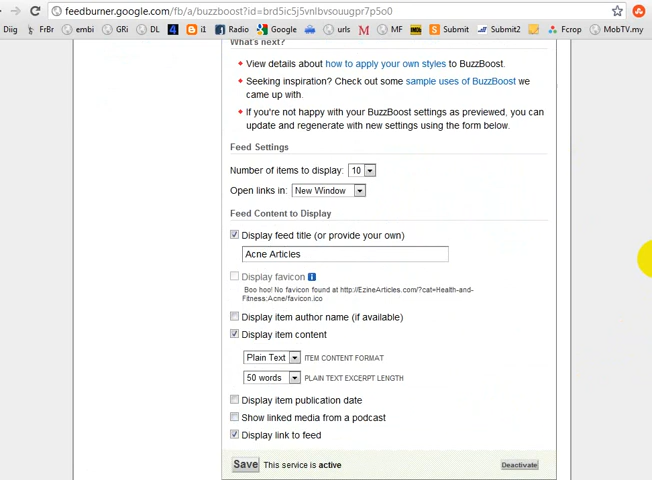 feedburner.google.com/fb/a/buzzboost?id=brd5ic5j5vnlbvsouugpr7p5o0
Diig FrBr embi GRi DL i1 Radio Google urls MF Submit Submit2 Fcrop MobTV.my
What's next?
View details about how to apply your own styles to BuzzBoost.
Seeking inspiration? Check out some sample uses of BuzzBoost we
came up with.
If you're not happy with your BuzzBoost settings as previewed, you can
update and regenerate with new settings using the form below.
Feed Settings
Number of items to display: 10
Open links in: New Window
Feed Content to Display
Display feed title (or provide your own)
Acne Articles
Display favicon
Boo hoo! No favicon found at http://EzineArticles.com/?cat=Health-and-
Fitness:Acne/favicon.ico
Display item author name (if available)
Display item content
Plain Text ITEM CONTENT FORMAT
50 words PLAIN TEXT EXCERPT LENGTH
Display item publication date
Show linked media from a podcast
Display link to feed
Save This service is active Deactivate